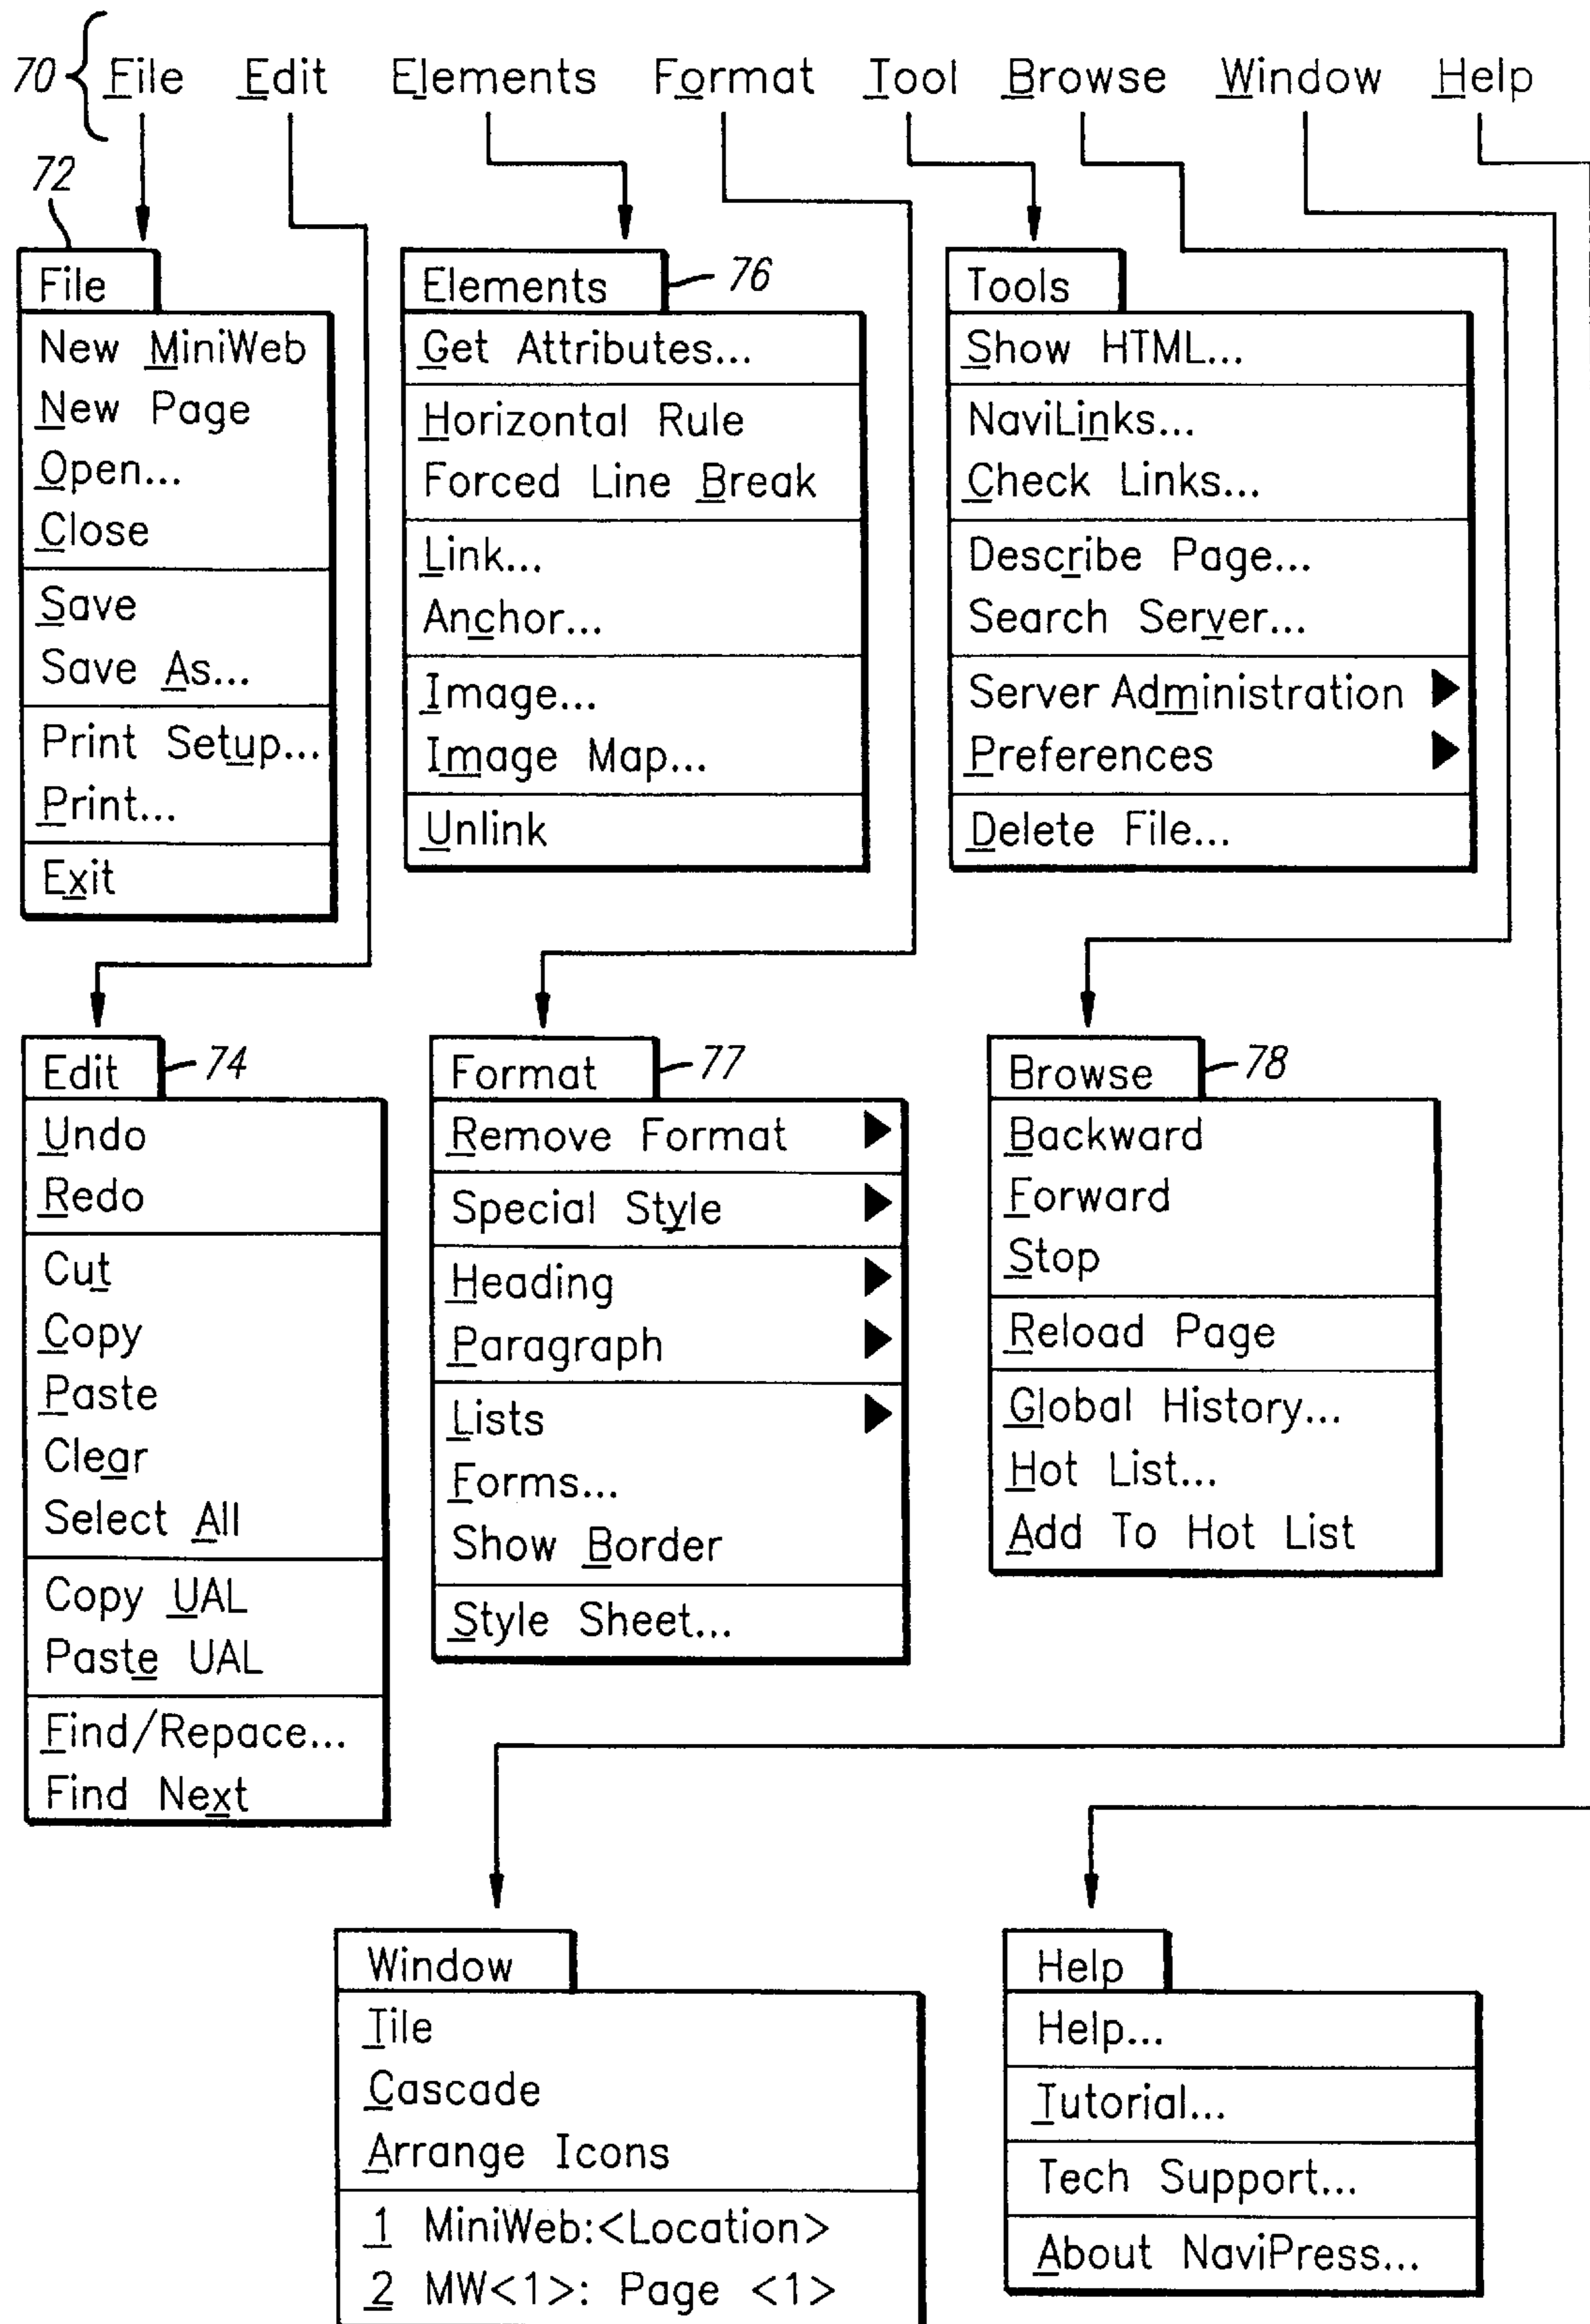 70 File Edit Elements Format Tool Browse Window Help
72
File
New MiniWeb
New Page
Open...
Close
Save
Save As...
Print Setup...
Print...
Exit
Elements
76
Get Attributes...
Horizontal Rule
Forced Line Break
Link...
Anchor...
Image...
Image Map...
Unlink
Tools
Show HTML...
NaviLinks...
Check Links...
Describe Page...
Search Server...
Server Administration
Preferences
Delete File...
Edit
74
Undo
Redo
Cut
Copy
Paste
Clear
Select All
Copy UAL
Paste UAL
Find/Repace...
Find Next
Format
77
Remove Format
Special Style
Heading
Paragraph
Lists
Forms...
Show Border
Style Sheet...
Browse
78
Backward
Forward
Stop
Reload Page
Global History...
Hot List...
Add To Hot List
Window
Tile
Cascade
Arrange Icons
1 MiniWeb:<Location>
2 MW<1>: Page <1>
Help
Help...
Tutorial...
Tech Support...
About NaviPress...